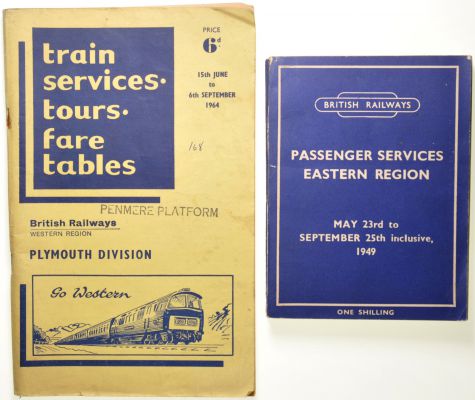 train
services·
tours·
fare
tables
PRICE
6d.
15th JUNE
to
6th SEPTEMBER
1964
168
PENMERE PLATFORM
British Railways
WESTERN REGION
PLYMOUTH DIVISION
Go Western
BRITISH RAILWAYS
PASSENGER SERVICES
EASTERN REGION
MAY 23rd to
SEPTEMBER 25th inclusive,
1949
ONE SHILLING